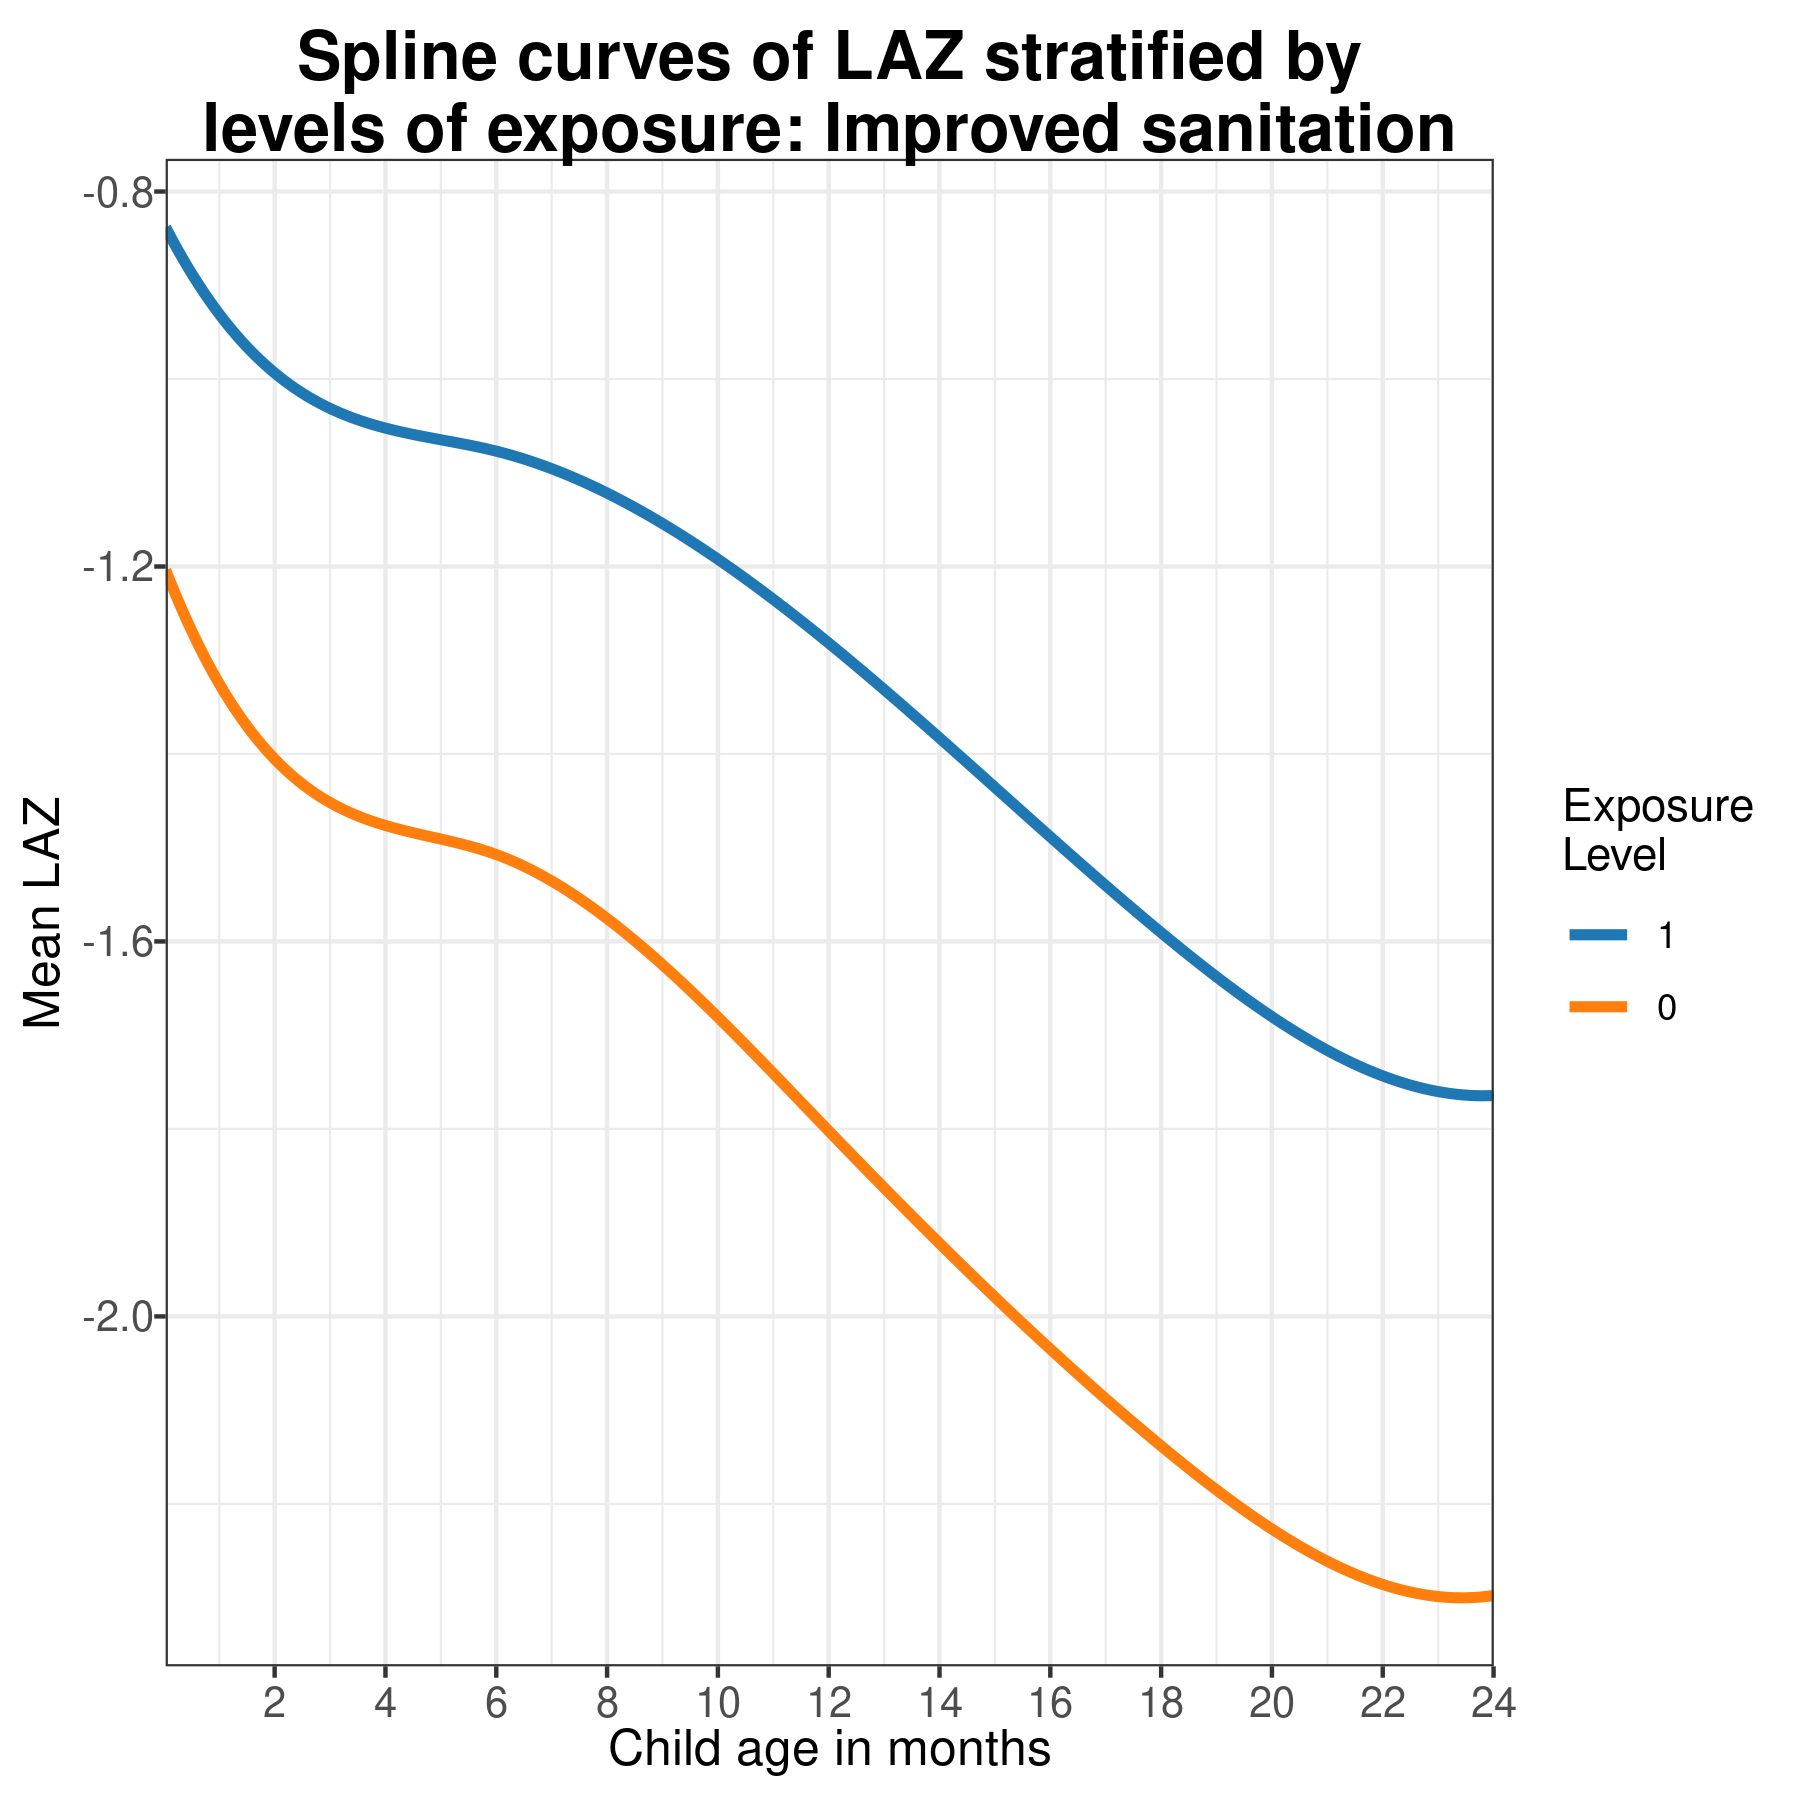 Spline curves of LAZ stratified by
levels of exposure: Improved sanitation
-0.8
-1.2
-1.6
-2.0
Mean LAZ
2 4 6 8 10 12 14 16 18 20 22 24
Child age in months
Exposure
Level
1
0